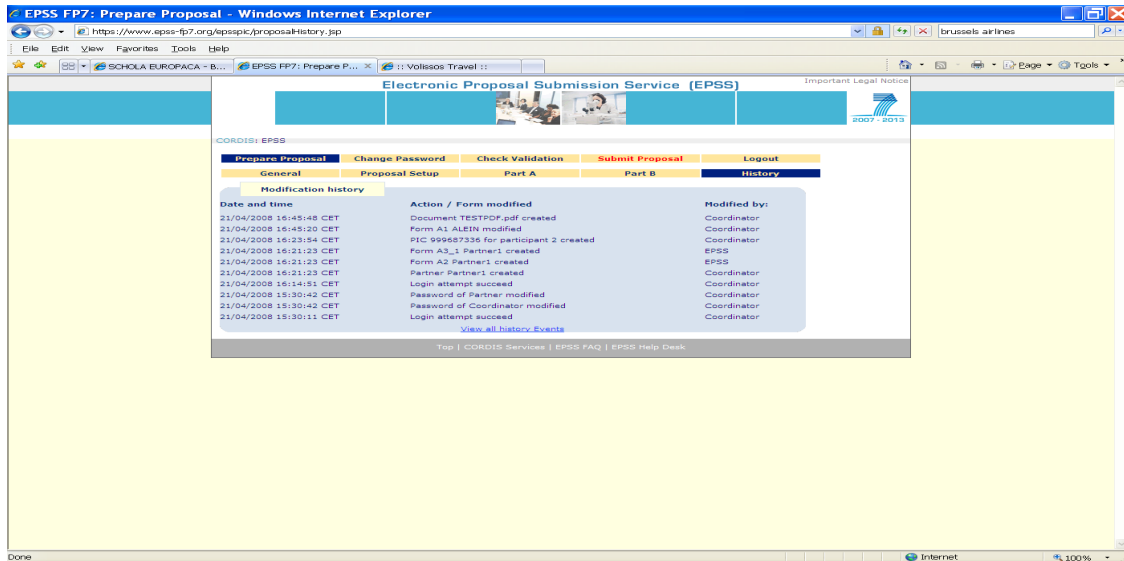 EPSS FP7: Prepare Proposal - Windows Internet Explorer
https://www.epss-fp7.org/epsspic/proposalHistory.jsp brussels airlines
File Edit View Favorites Tools Help
SCHOLA EUROPACA - B... EPSS FP7: Prepare P... :: Volissos Travel :: Page Tools
Electronic Proposal Submission Service (EPSS) Important Legal Notice
2007 - 2013
CORDIS: EPSS
Prepare Proposal Change Password Check Validation Submit Proposal Logout
General Proposal Setup Part A Part B History
Modification history
Date and time Action / Form modified Modified by:
21/04/2008 16:45:48 CET Document TESTPDF.pdf created Coordinator
21/04/2008 16:45:20 CET Form A1 ALEIN modified Coordinator
21/04/2008 16:23:54 CET PIC 999687336 for participant 2 created Coordinator
21/04/2008 16:21:23 CET Form A3_1 Partner1 created EPSS
21/04/2008 16:21:23 CET Form A2 Partner1 created EPSS
21/04/2008 16:21:23 CET Partner Partner1 created Coordinator
21/04/2008 16:14:51 CET Login attempt succeed Coordinator
21/04/2008 15:30:42 CET Password of Partner modified Coordinator
21/04/2008 15:30:42 CET Password of Coordinator modified Coordinator
21/04/2008 15:30:11 CET Login attempt succeed Coordinator
View all history Events
Top | CORDIS Services | EPSS FAQ | EPSS Help Desk
Done Internet 100%